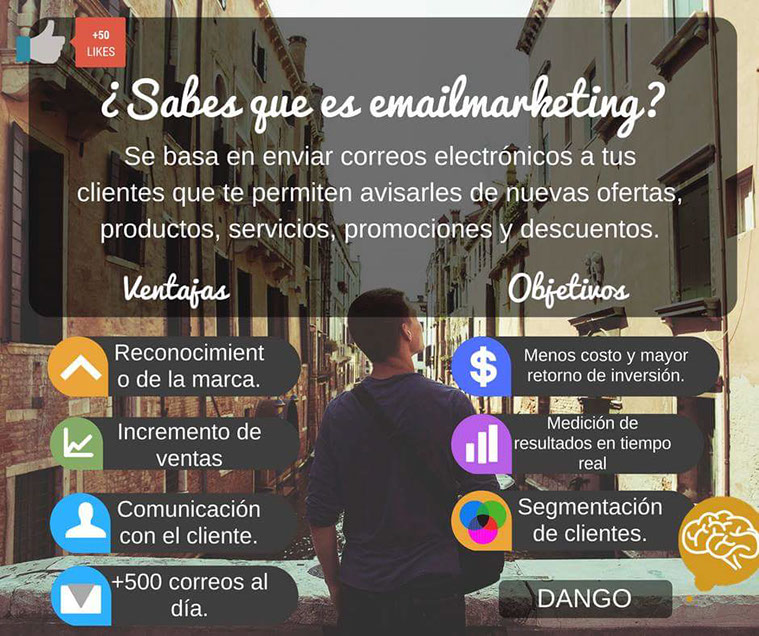 +50
LIKES
¿Sabes que es emailmarketing?
Se basa en enviar correos electrónicos a tus
clientes que te permiten avisarles de nuevas ofertas,
productos, servicios, promociones y descuentos.
Ventajas
Reconocimient
o de la marca.
Incremento de
ventas
Comunicación
con el cliente.
+500 correos al
día.
Objetivos
Menos costo y mayor
retorno de inversión.
Medición de
resultados en tiempo
real
Segmentación
de clientes.
DANGO